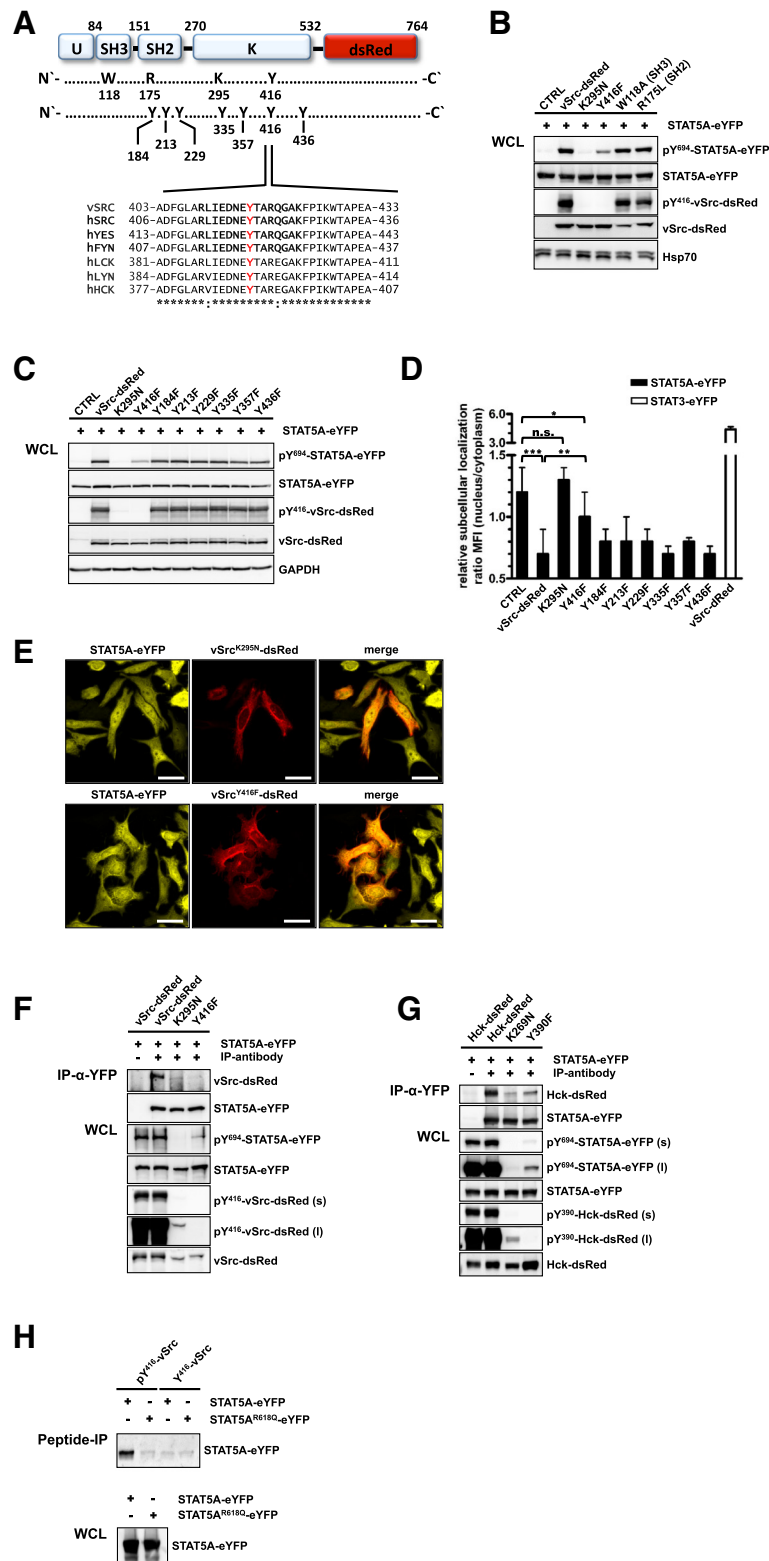 A
84 151 270 532 764
U SH3 SH2 K dsRed
N`- W R K Y -C`
118 175 295 416
N`- Y Y Y Y Y Y Y -C`
184 213 229 335 357 416 436
vSRC 403-ADFGLARLIEDNEYTARQGAKFPIKWTAPEA-433
hSRC 406-ADFGLARLIEDNEYTARQGAKFPIKWTAPEA-436
hYES 413-ADFGLARLIEDNEYTARQGAKFPIKWTAPEA-443
hFYN 407-ADFGLARLIEDNEYTARQGAKFPIKWTAPEA-437
hLCK 381-ADFGLARLIEDNEYTAREGAKFPIKWTAPEA-411
hLYN 384-ADFGLARVIEDNEYTAREGAKFPIKWTAPEA-414
hHCK 377-ADFGLARVIEDNEYTAREGAKFPIKWTAPEA-407
*******:*********:*************
B
CTRL vSrc-dsRed K295N Y416F W118A (SH3) R175L (SH2)
+ + + + + + STAT5A-eYFP
WCL
pY694-STAT5A-eYFP
STAT5A-eYFP
pY416-vSrc-dsRed
vSrc-dsRed
Hsp70
C
CTRL vSrc-dsRed K295N Y416F Y184F Y213F Y229F Y335F Y357F Y436F
+ + + + + + + + + + STAT5A-eYFP
WCL
pY694-STAT5A-eYFP
STAT5A-eYFP
pY416-vSrc-dsRed
vSrc-dsRed
GAPDH
D
STAT5A-eYFP
STAT3-eYFP
relative subcellular localization
ratio MFI (nucleus/cytoplasm)
6.0
3.0
1.5
1.0
0.5
*
n.s.
*** **
CTRL vSrc-dsRed K295N Y416F Y184F Y213F Y229F Y335F Y357F Y436F vSrc-dRed
E
STAT5A-eYFP vSrcK295N-dsRed merge
STAT5A-eYFP vSrcY416F-dsRed merge
F
vSrc-dsRed vSrc-dsRed K295N Y416F
+ + + + STAT5A-eYFP
- + + + IP-antibody
IP-α-YFP
vSrc-dsRed
STAT5A-eYFP
WCL
pY694-STAT5A-eYFP
STAT5A-eYFP
pY416-vSrc-dsRed (s)
pY416-vSrc-dsRed (l)
vSrc-dsRed
G
Hck-dsRed Hck-dsRed K269N Y390F
+ + + + STAT5A-eYFP
- + + + IP-antibody
IP-α-YFP
Hck-dsRed
STAT5A-eYFP
WCL
pY694-STAT5A-eYFP (s)
pY694-STAT5A-eYFP (l)
STAT5A-eYFP
pY390-Hck-dsRed (s)
pY390-Hck-dsRed (l)
Hck-dsRed
H
pY416-vSrc Y416-vSrc
+ - + - STAT5A-eYFP
- + - + STAT5AR618Q-eYFP
Peptide-IP
STAT5A-eYFP
+ - STAT5A-eYFP
- + STAT5AR618Q-eYFP
WCL
STAT5A-eYFP